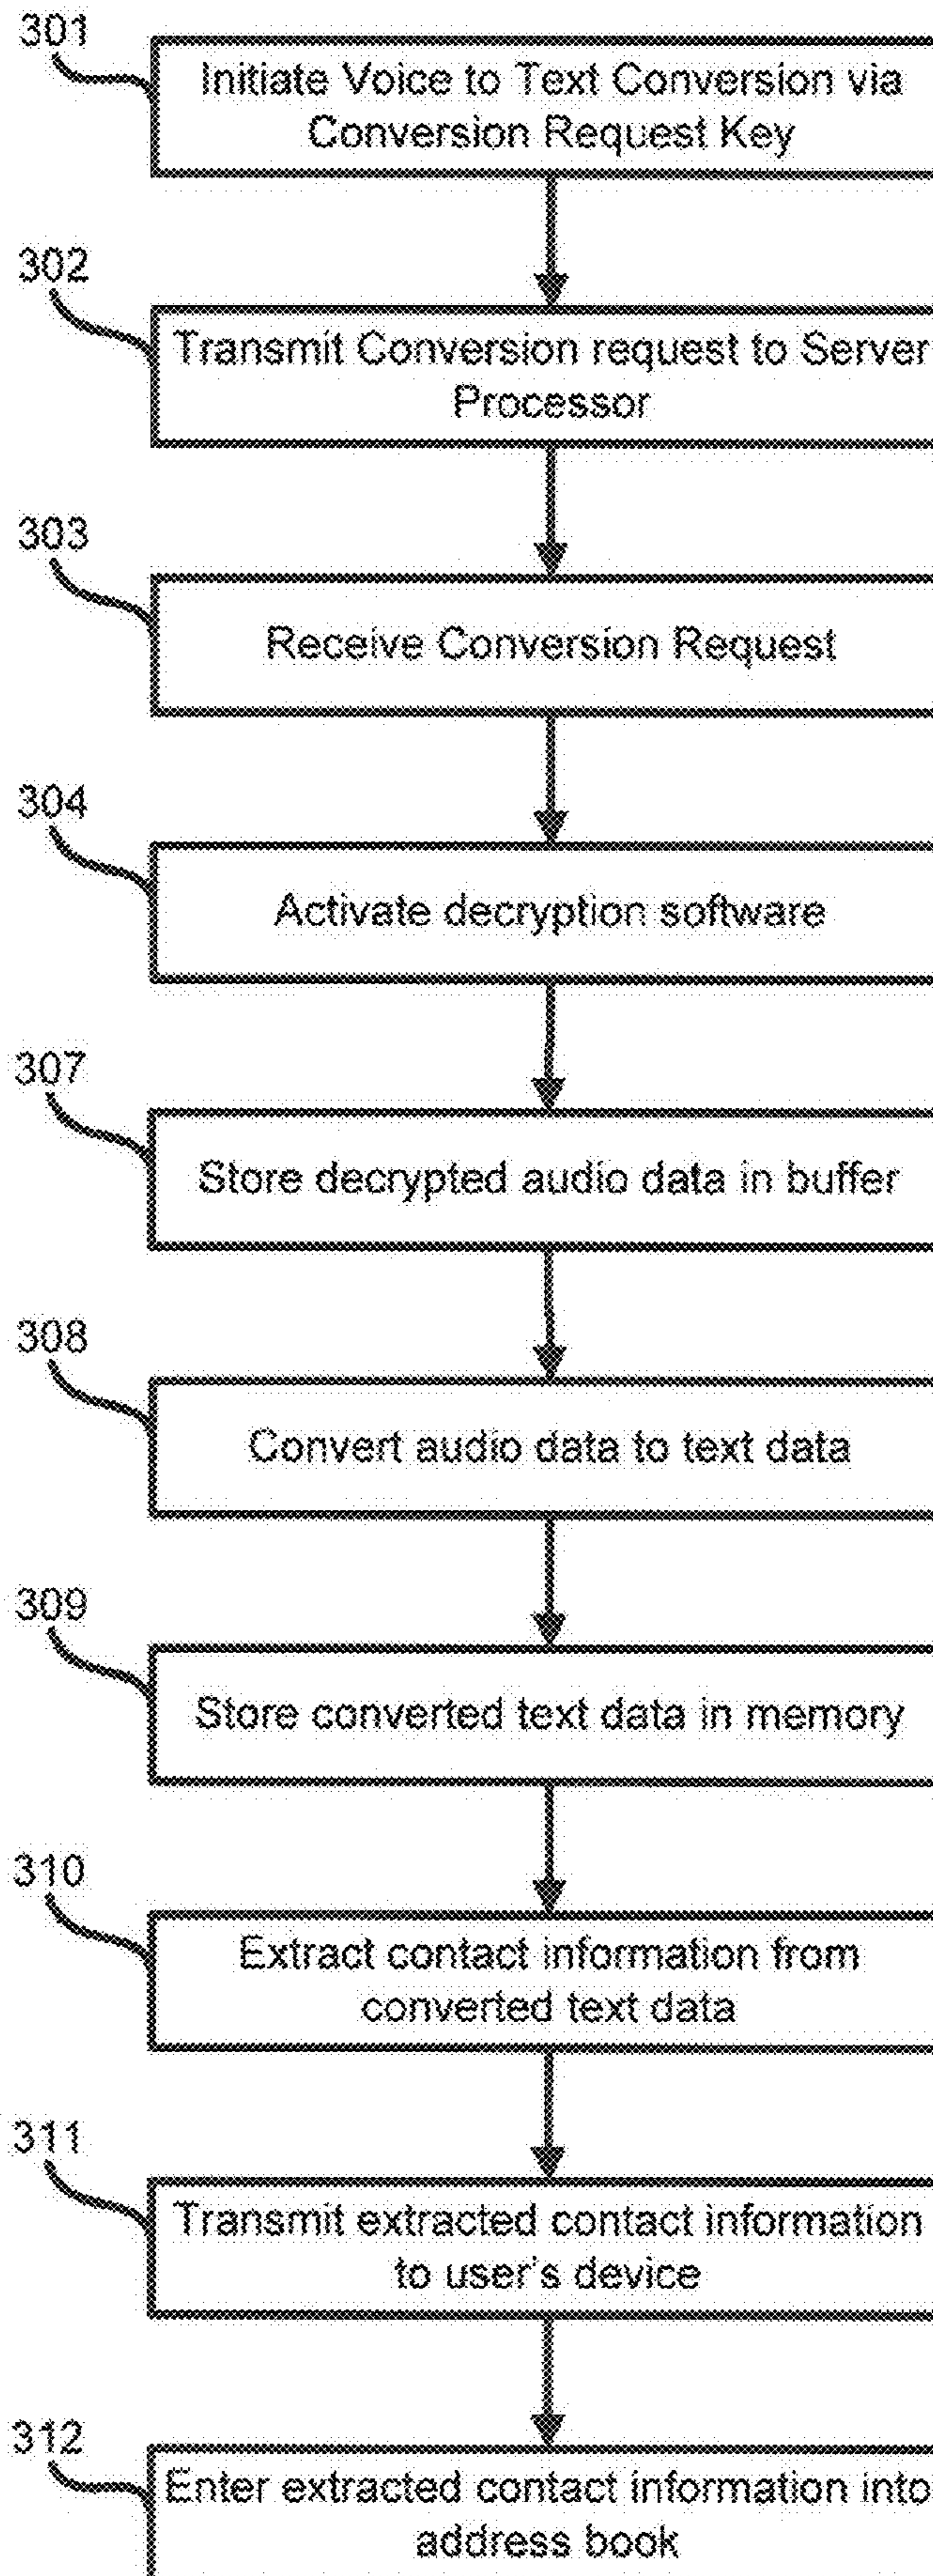 301
Initiate Voice to Text Conversion via
Conversion Request Key
302
Transmit Conversion request to Server
Processor
303
Receive Conversion Request
304
Activate decryption software
307
Store decrypted audio data in buffer
308
Convert audio data to text data
309
Store converted text data in memory
310
Extract contact information from
converted text data
311
Transmit extracted contact information
to user's device
312
Enter extracted contact information into
address book